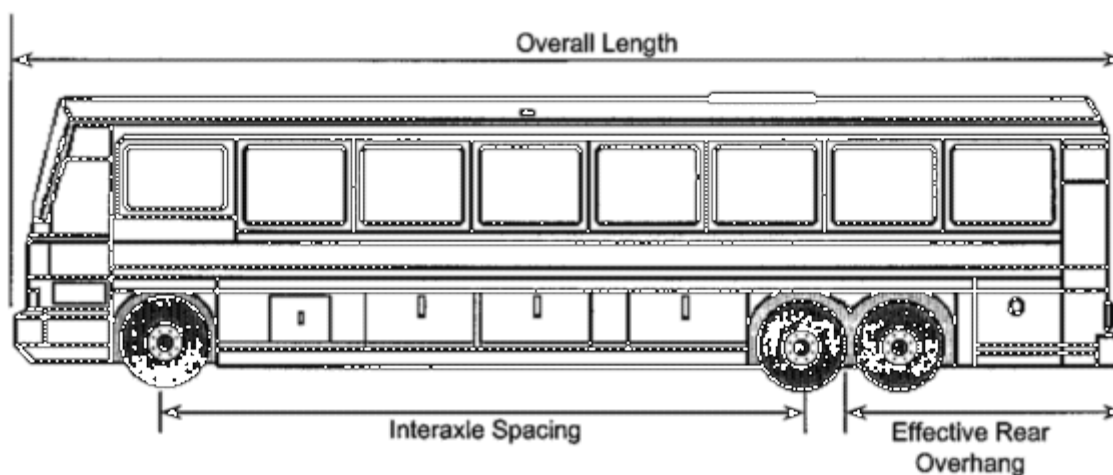 Overall Length
Interaxle Spacing
Effective Rear
Overhang